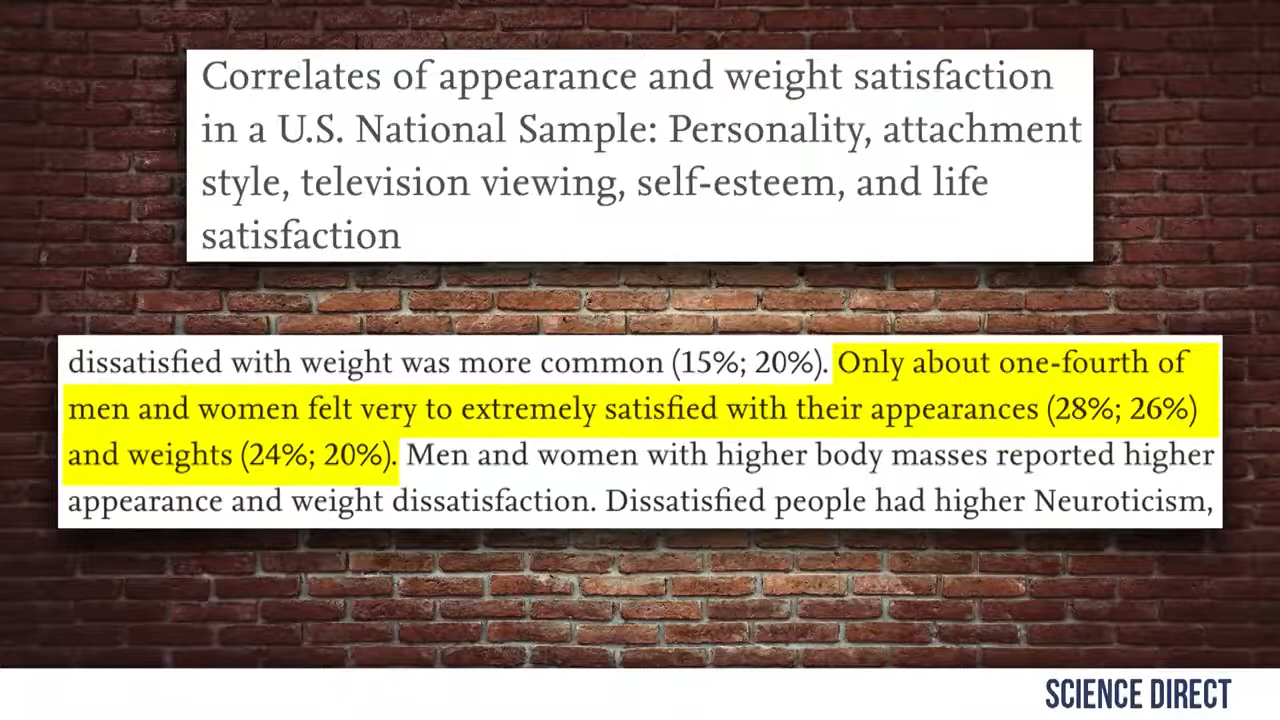 Correlates of appearance and weight satisfaction
in a U.S. National Sample: Personality, attachment
style, television viewing, self-esteem, and life
satisfaction
dissatisfied with weight was more common (15%; 20%). Only about one-fourth of
men and women felt very to extremely satisfied with their appearances (28%; 26%)
and weights (24%; 20%). Men and women with higher body masses reported higher
appearance and weight dissatisfaction. Dissatisfied people had higher Neuroticism,
SCIENCE DIRECT